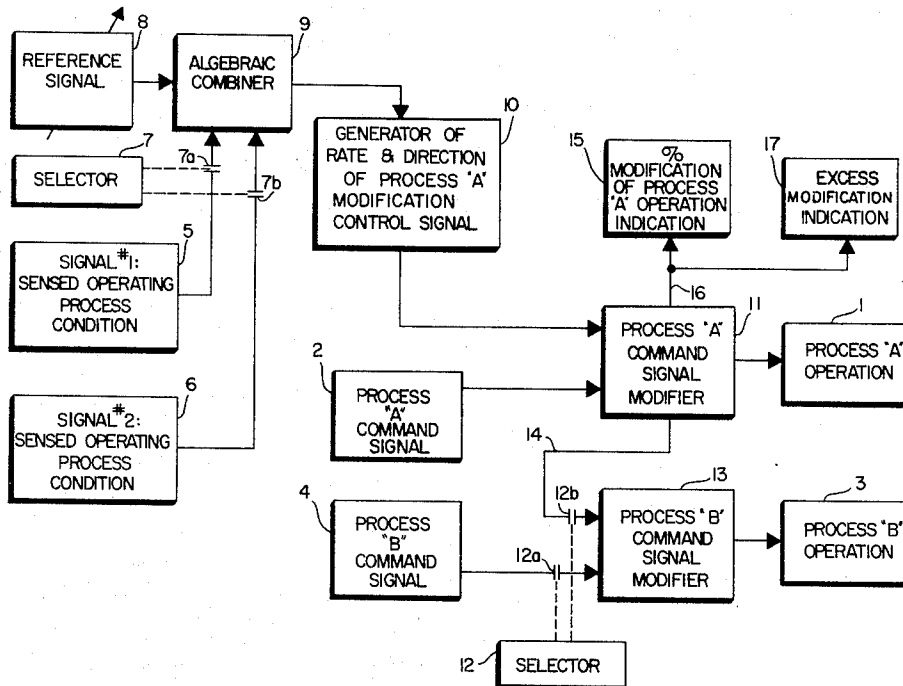 8
REFERENCE
SIGNAL
9
ALGEBRAIC
COMBINER
7
SELECTOR
7a
7b
10
GENERATOR OF
RATE & DIRECTION
OF PROCESS "A"
MODIFICATION
CONTROL SIGNAL
15
%
MODIFICATION
OF PROCESS
"A" OPERATION
INDICATION
17
EXCESS
MODIFICATION
INDICATION
5
SIGNAL #1:
SENSED OPERATING
PROCESS
CONDITION
16
11
PROCESS "A"
COMMAND
SIGNAL
MODIFIER
1
PROCESS "A"
OPERATION
6
SIGNAL #2:
SENSED OPERATING
PROCESS
CONDITION
2
PROCESS
"A"
COMMAND
SIGNAL
14
4
PROCESS
"B"
COMMAND
SIGNAL
12b
12a
13
PROCESS "B"
COMMAND
SIGNAL
MODIFIER
3
PROCESS "B"
OPERATION
12
SELECTOR